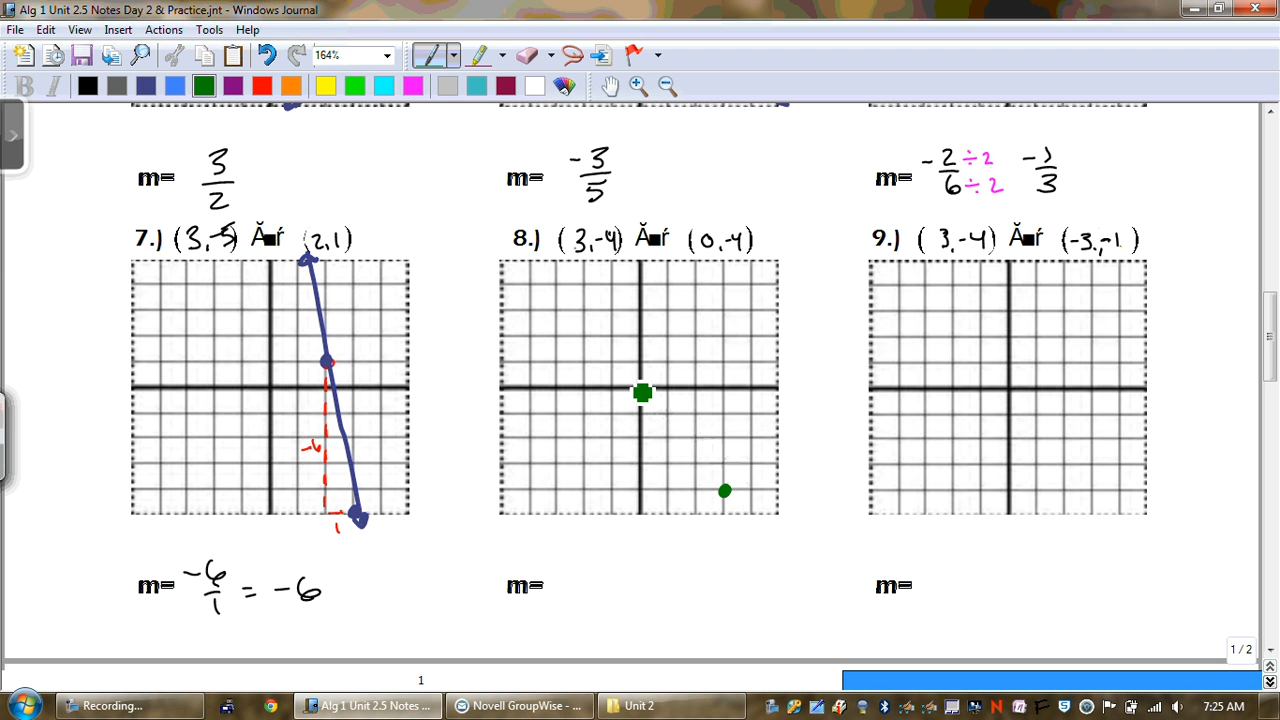 Alg 1 Unit 2.5 Notes Day 2 & Practice.jnt - Windows Journal
File Edit View Insert Actions Tools Help
164%
B I
m= 3/2 m= -3/5 m= -2/6 ÷2 ÷2 -1/3
7.) (3,-5) Ă■ŕ (2,1) 8.) (3,-4) Ă■ŕ (0,-4) 9.) (3,-4) Ă■ŕ (-3,-1)
-6
1
m= -6/1 = -6 m= m=
1 / 2
1
Recording... Alg 1 Unit 2.5 Notes ... Novell GroupWise - ... Unit 2 7:25 AM